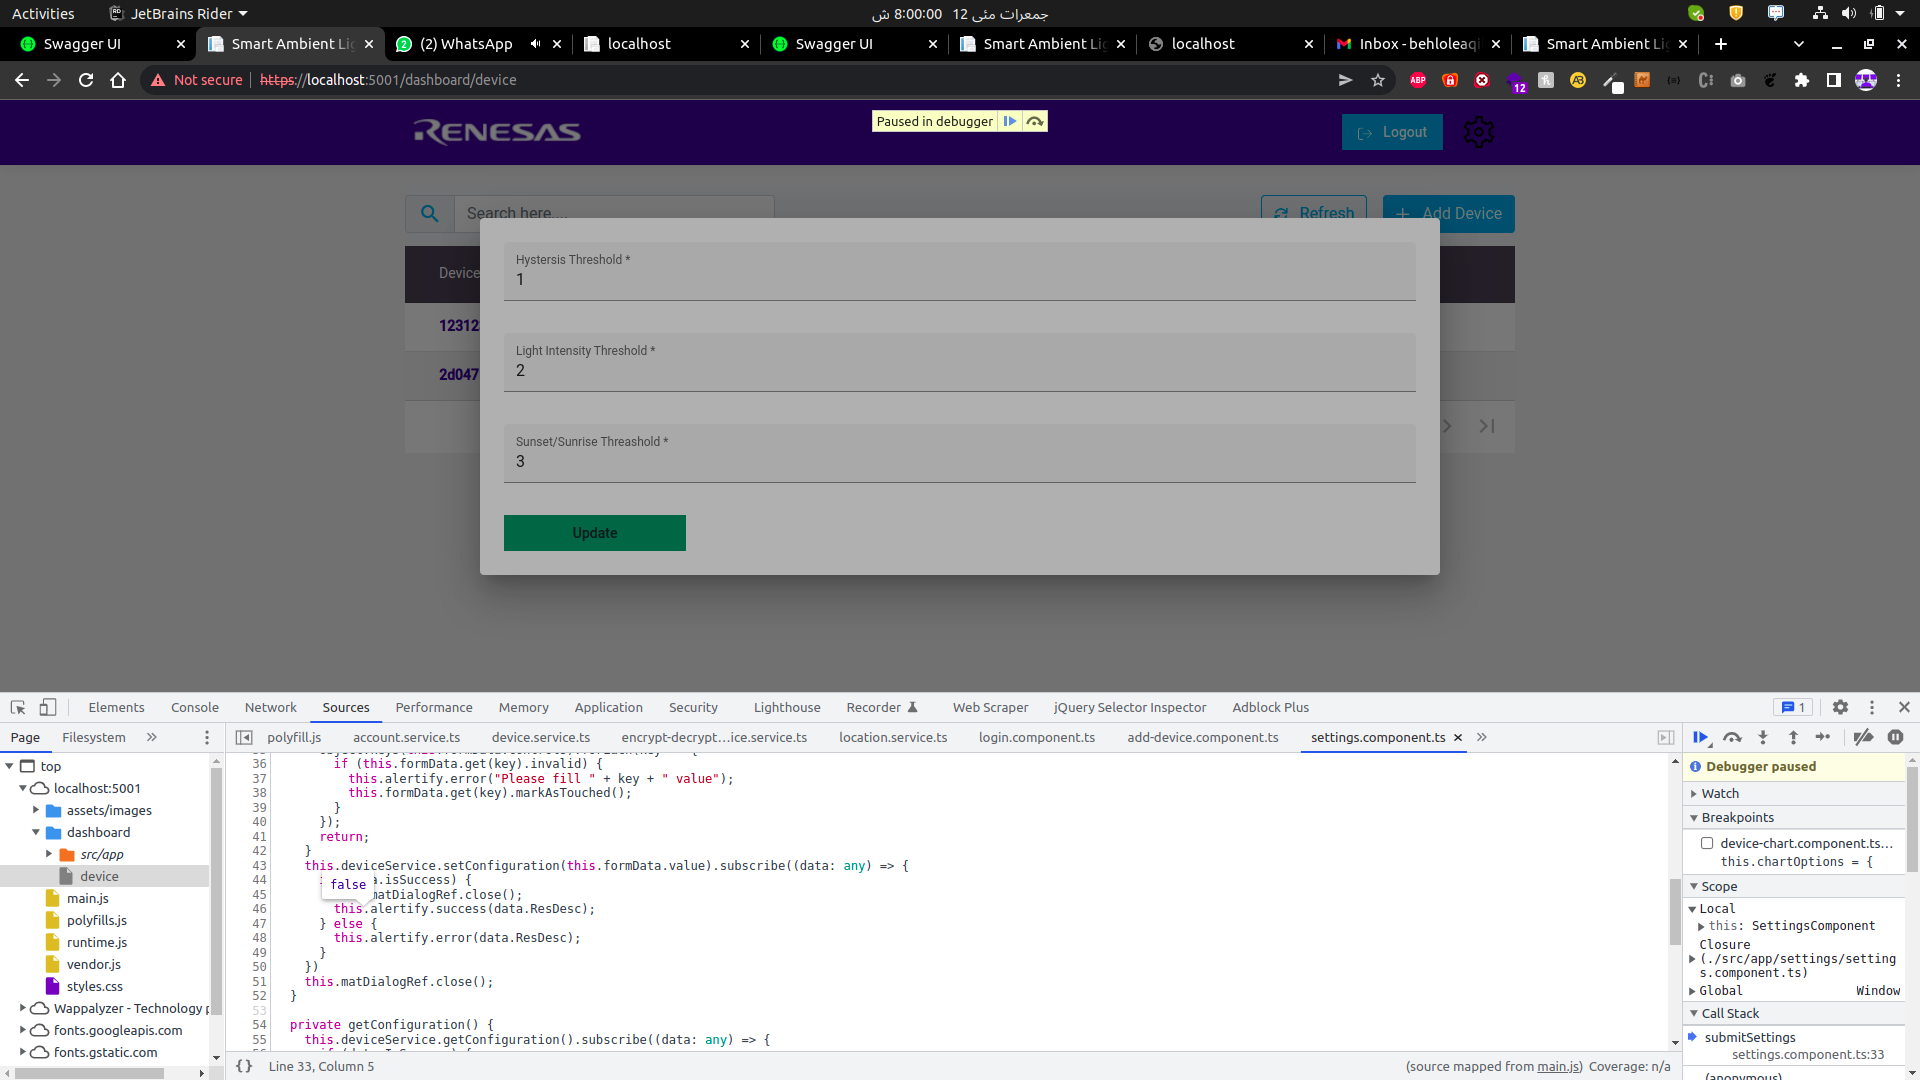 Activities
JetBrains Rider
جمعرات مئی 12  8:00:00 ش
Swagger UI
Smart Ambient Lig
(2) WhatsApp
localhost
Swagger UI
Smart Ambient Lig
localhost
Inbox - behloleaqi
Smart Ambient Lig
Not secure
https://localhost:5001/dashboard/device
ABP
12
RENESAS
Paused in debugger
Logout
Search here....
Refresh
Add Device
Device
12312
2d047
Hystersis Threshold *
1
Light Intensity Threshold *
2
Sunset/Sunrise Threashold *
3
Update
Elements
Console
Network
Sources
Performance
Memory
Application
Security
Lighthouse
Recorder
Web Scraper
jQuery Selector Inspector
Adblock Plus
1
Page
Filesystem
polyfill.js
account.service.ts
device.service.ts
encrypt-decrypt…ice.service.ts
location.service.ts
login.component.ts
add-device.component.ts
settings.component.ts
top
localhost:5001
assets/images
dashboard
src/app
device
main.js
polyfills.js
runtime.js
vendor.js
styles.css
Wappalyzer - Technology p
fonts.googleapis.com
fonts.gstatic.com
36 if (this.formData.get(key).invalid) {
37 this.alertify.error("Please fill " + key + " value");
38 this.formData.get(key).markAsTouched();
39 }
40 });
41 return;
42 }
43 this.deviceService.setConfiguration(this.formData.value).subscribe((data: any) => {
44 a.isSuccess) {
false
45 matDialogRef.close();
46 this.alertify.success(data.ResDesc);
47 } else {
48 this.alertify.error(data.ResDesc);
49 }
50 })
51 this.matDialogRef.close();
52 }
53
54 private getConfiguration() {
55 this.deviceService.getConfiguration().subscribe((data: any) => {
{} Line 33, Column 5
(source mapped from main.js) Coverage: n/a
Debugger paused
Watch
Breakpoints
device-chart.component.ts…
this.chartOptions = {
Scope
Local
this: SettingsComponent
Closure
(./src/app/settings/setting
s.component.ts)
Global Window
Call Stack
submitSettings
settings.component.ts:33
(anonymous)